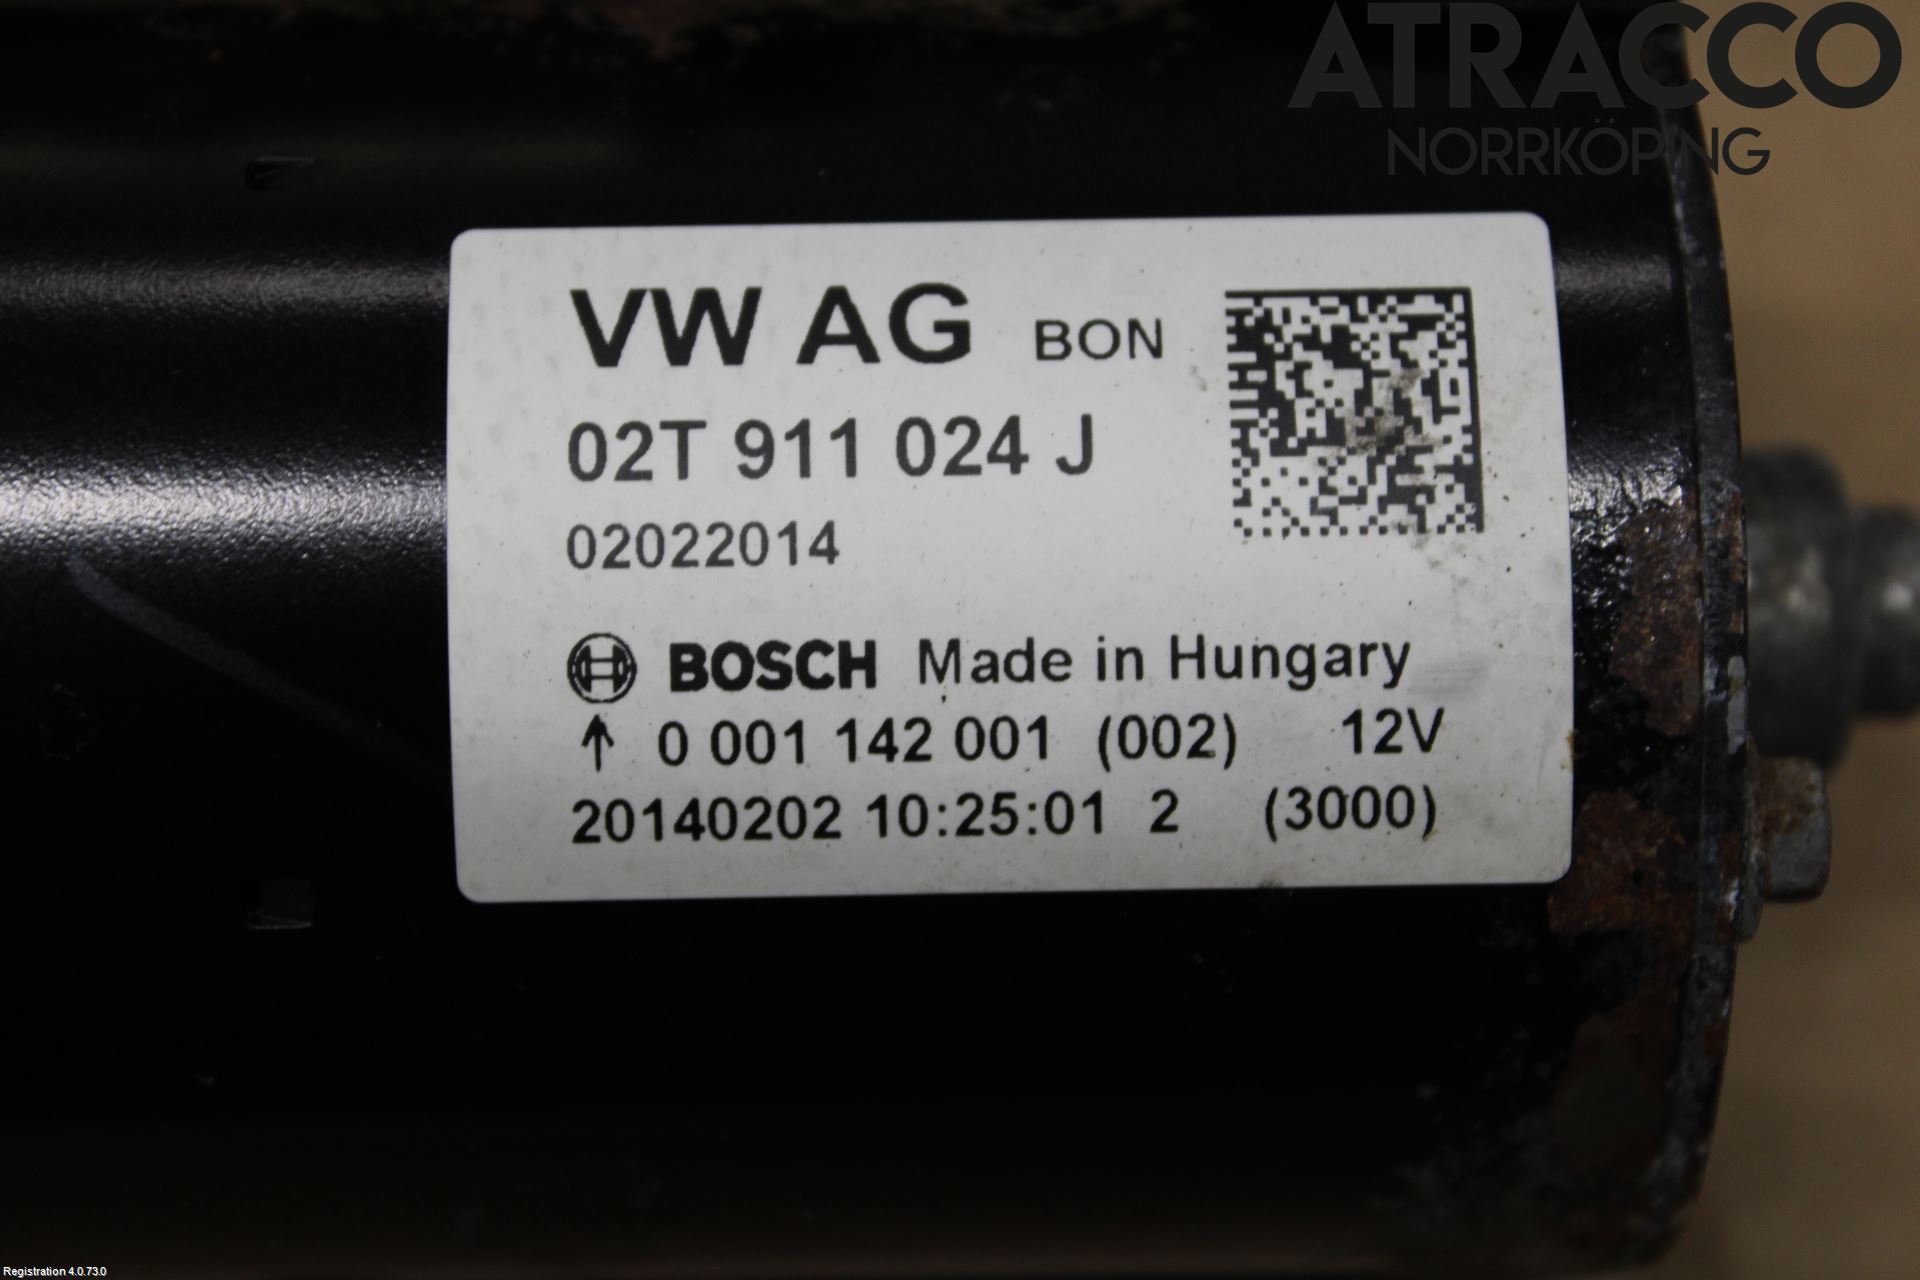 ATRACCO
NORRKÖPING
VW AG BON
02T 911 024 J
02022014
BOSCH Made in Hungary
↑ 0 001 142 001 (002) 12V
20140202 10:25:01 2 (3000)
Registration 4.0.73.0